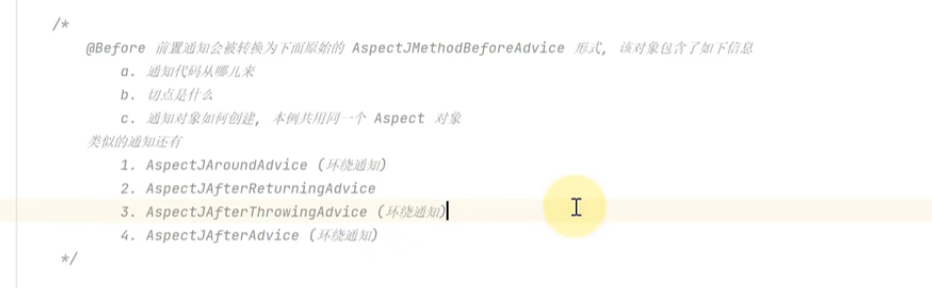 /*
@Before 前置通知会被转换为下面原始的 AspectJMethodBeforeAdvice 形式, 该对象包含了如下信息
a. 通知代码从哪儿来
b. 切点是什么
c. 通知对象如何创建, 本例共用同一个 Aspect 对象
类似的通知还有
1. AspectJAroundAdvice (环绕通知)
2. AspectJAfterReturningAdvice
3. AspectJAfterThrowingAdvice (环绕通知)
4. AspectJAfterAdvice (环绕通知)
*/